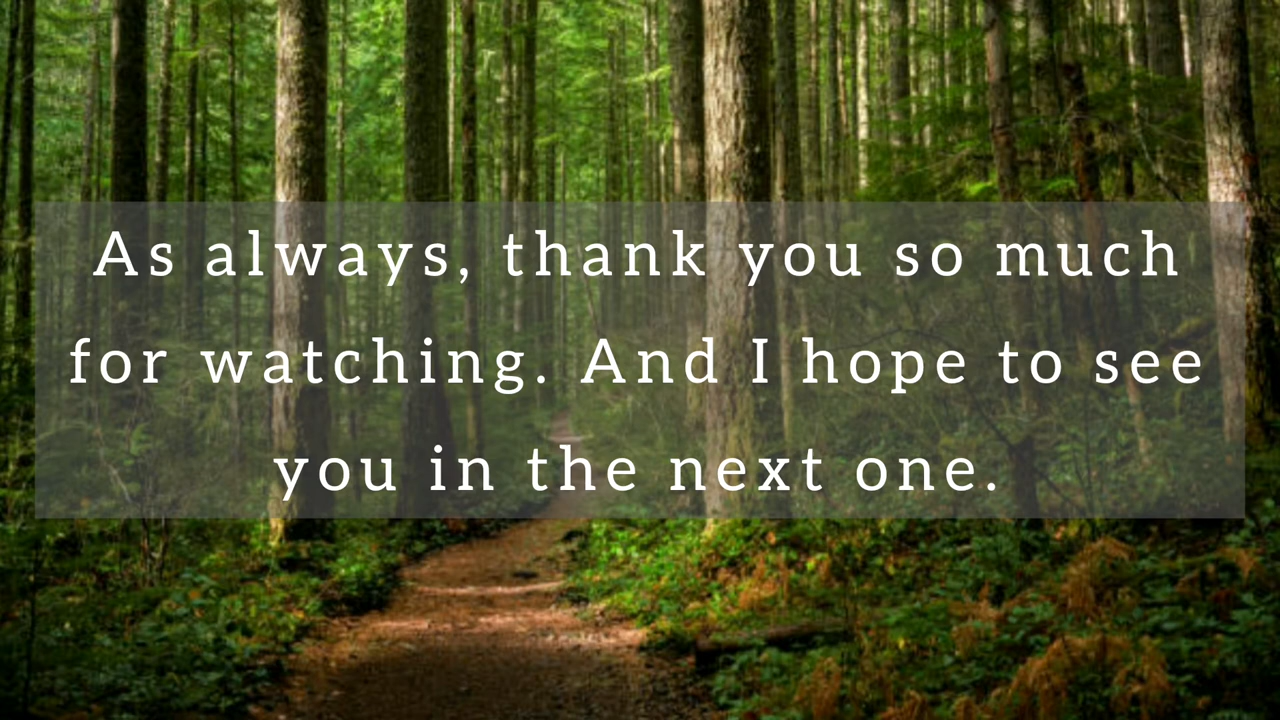 As always, thank you so much
for watching. And I hope to see
you in the next one.